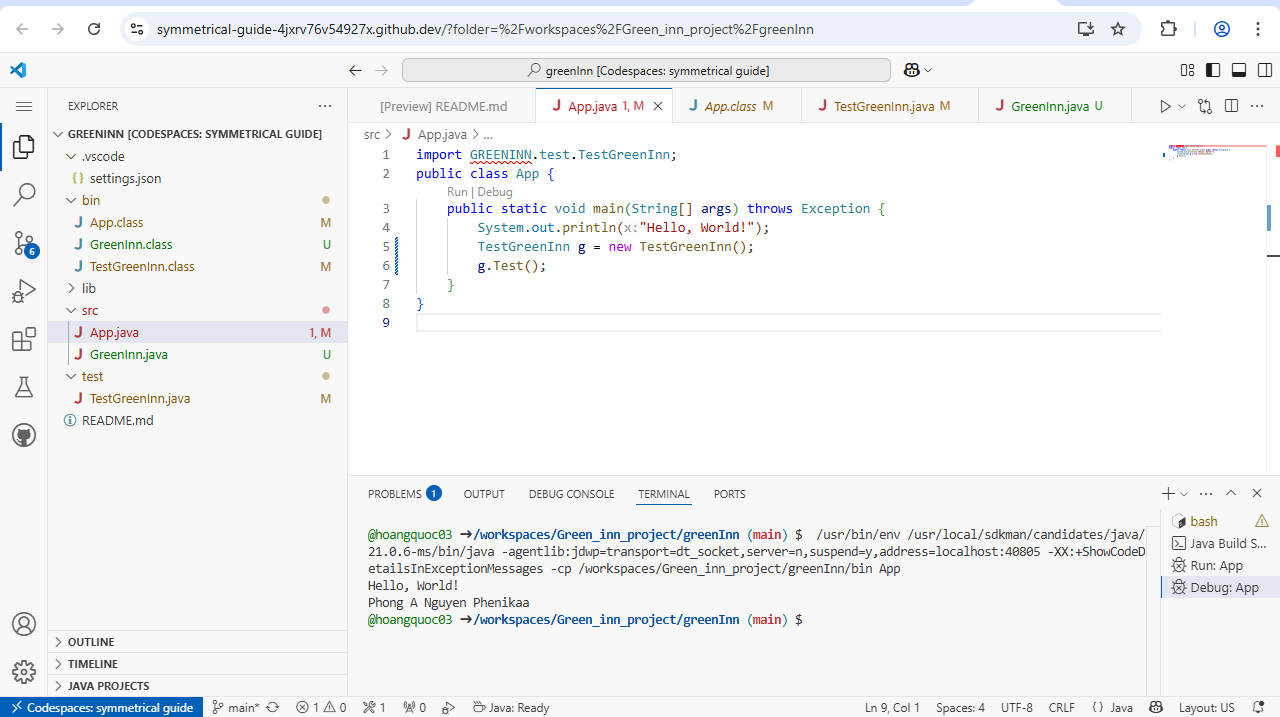 symmetrical-guide-4jxrv76v54927x.github.dev/?folder=%2Fworkspaces%2FGreen_inn_project%2FgreenInn
greenInn [Codespaces: symmetrical guide]
EXPLORER
GREENINN [CODESPACES: SYMMETRICAL GUIDE]
.vscode
{} settings.json
bin
J App.class M
J GreenInn.class U
J TestGreenInn.class M
lib
src
J App.java 1, M
J GreenInn.java U
test
J TestGreenInn.java M
README.md
OUTLINE
TIMELINE
JAVA PROJECTS
6
[Preview] README.md
J App.java 1, M
J App.class M
J TestGreenInn.java M
J GreenInn.java U
src > J App.java > ...
1 import GREENINN.test.TestGreenInn;
2 public class App {
Run | Debug
3 public static void main(String[] args) throws Exception {
4 System.out.println(x:"Hello, World!");
5 TestGreenInn g = new TestGreenInn();
6 g.Test();
7 }
8 }
9
PROBLEMS 1 OUTPUT DEBUG CONSOLE TERMINAL PORTS
@hoangquoc03 ➜/workspaces/Green_inn_project/greenInn (main) $ /usr/bin/env /usr/local/sdkman/candidates/java/
21.0.6-ms/bin/java -agentlib:jdwp=transport=dt_socket,server=n,suspend=y,address=localhost:40805 -XX:+ShowCodeD
etailsInExceptionMessages -cp /workspaces/Green_inn_project/greenInn/bin App
Hello, World!
Phong A Nguyen Phenikaa
@hoangquoc03 ➜/workspaces/Green_inn_project/greenInn (main) $
bash
Java Build S...
Run: App
Debug: App
Codespaces: symmetrical guide main* 1 0 1 0 Java: Ready Ln 9, Col 1 Spaces: 4 UTF-8 CRLF {} Java Layout: US